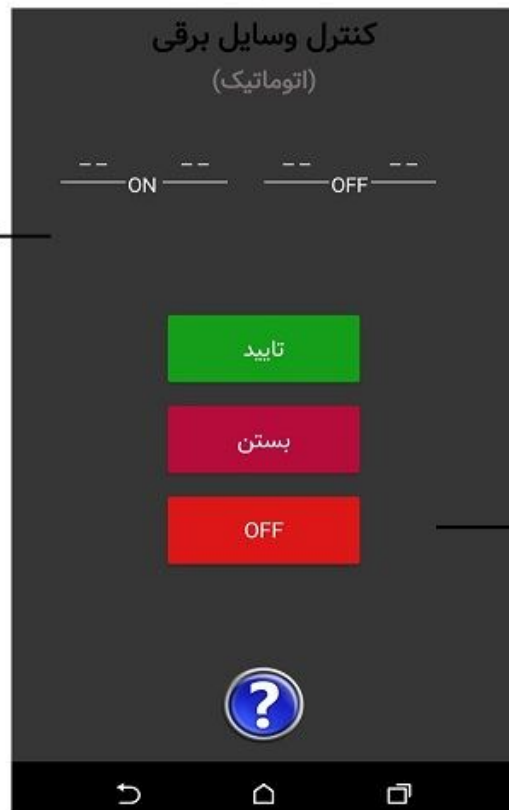 کنترل وسایل برقی
(اتوماتیک)
-- -- -- --
ON OFF
تایید
بستن
OFF
?